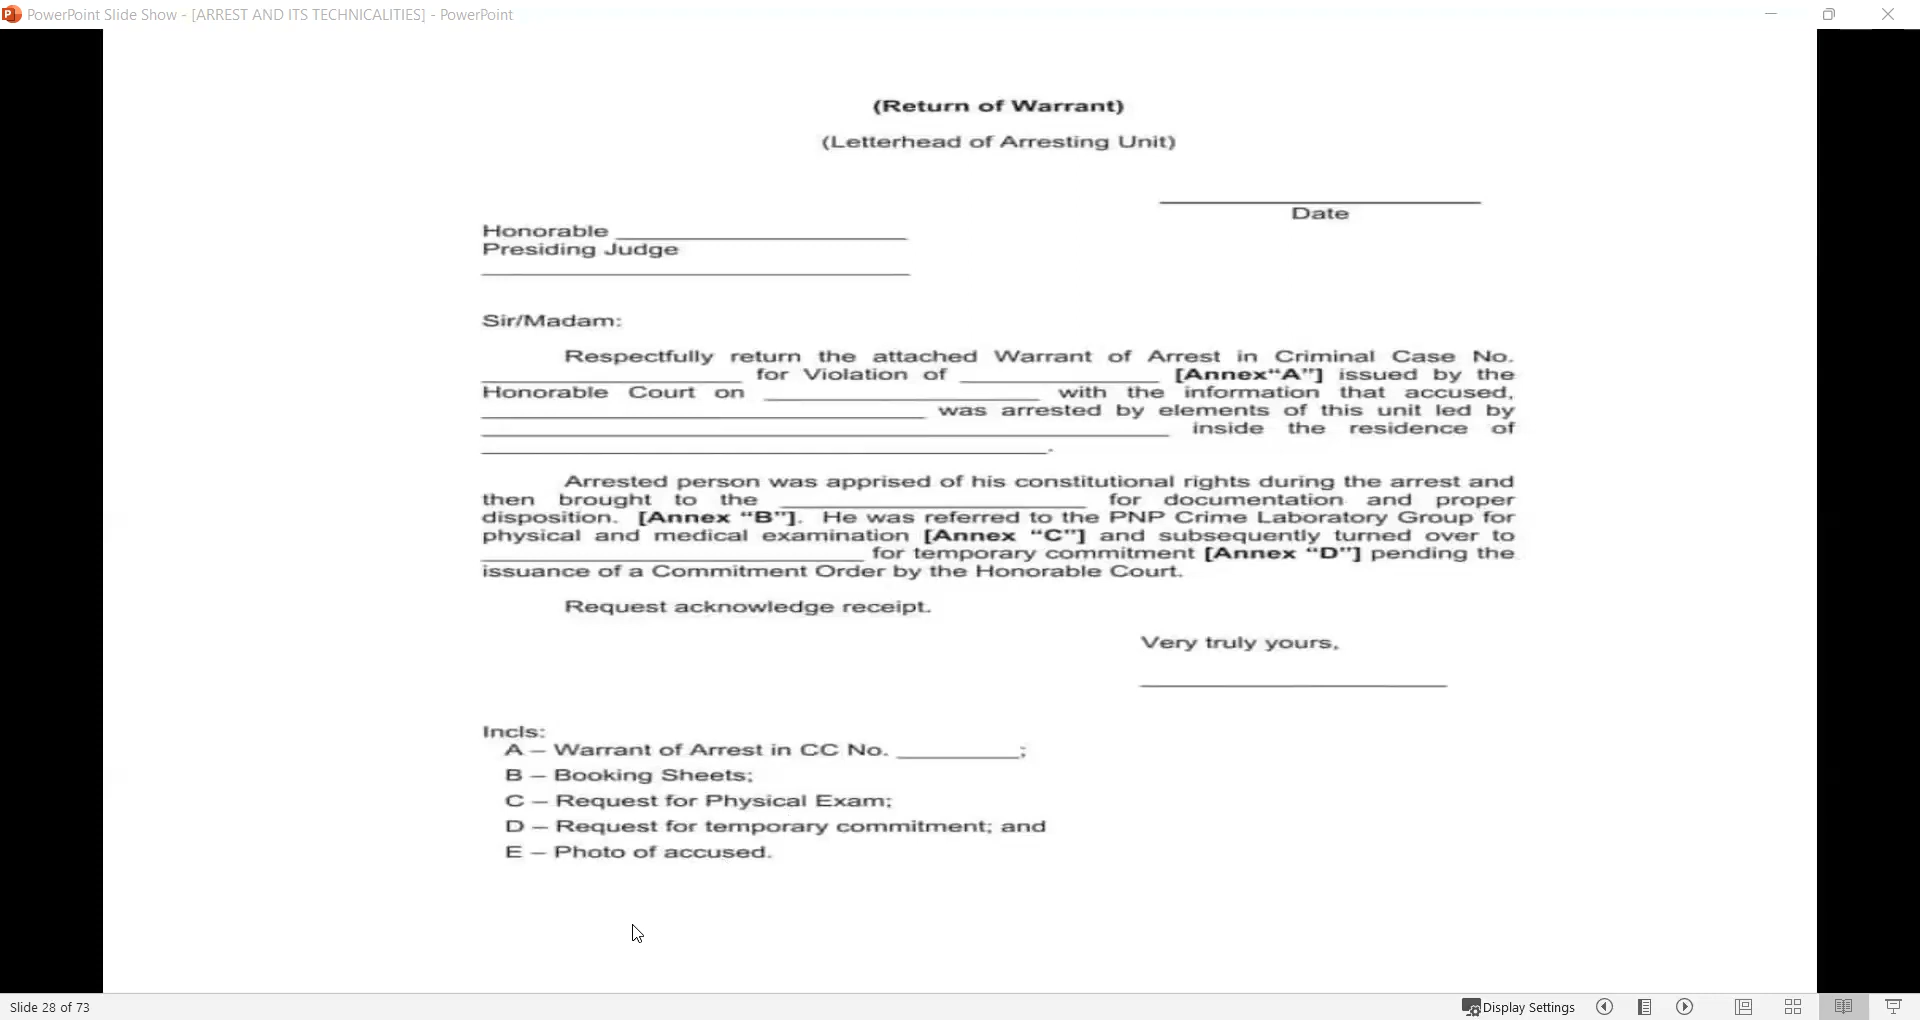 PowerPoint Slide Show - [ARREST AND ITS TECHNICALITIES] - PowerPoint
(Return of Warrant)
(Letterhead of Arresting Unit)
Date
Honorable
Presiding Judge
Sir/Madam:
Respectfully return the attached Warrant of Arrest in Criminal Case No.
for Violation of [Annex“A”] issued by the
Honorable Court on with the information that accused,
was arrested by elements of this unit led by
inside the residence of
.
Arrested person was apprised of his constitutional rights during the arrest and
then brought to the for documentation and proper
disposition. [Annex “B”]. He was referred to the PNP Crime Laboratory Group for
physical and medical examination [Annex “C”] and subsequently turned over to
for temporary commitment [Annex “D”] pending the
issuance of a Commitment Order by the Honorable Court.
Request acknowledge receipt.
Very truly yours,
Incls:
A – Warrant of Arrest in CC No. __________;
B – Booking Sheets;
C – Request for Physical Exam;
D – Request for temporary commitment; and
E – Photo of accused.
Slide 28 of 73
Display Settings